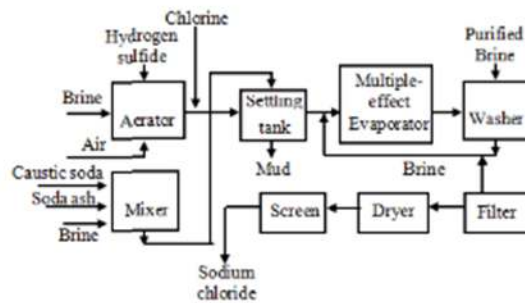 Chlorine
Hydrogen
sulfide
Purified
Brine
Brine
Aerator
Settling
tank
Multiple-
effect
Evaporator
Washer
Air
Mud
Brine
Caustic soda
Soda ash
Brine
Mixer
Screen
Dryer
Filter
Sodium
chloride